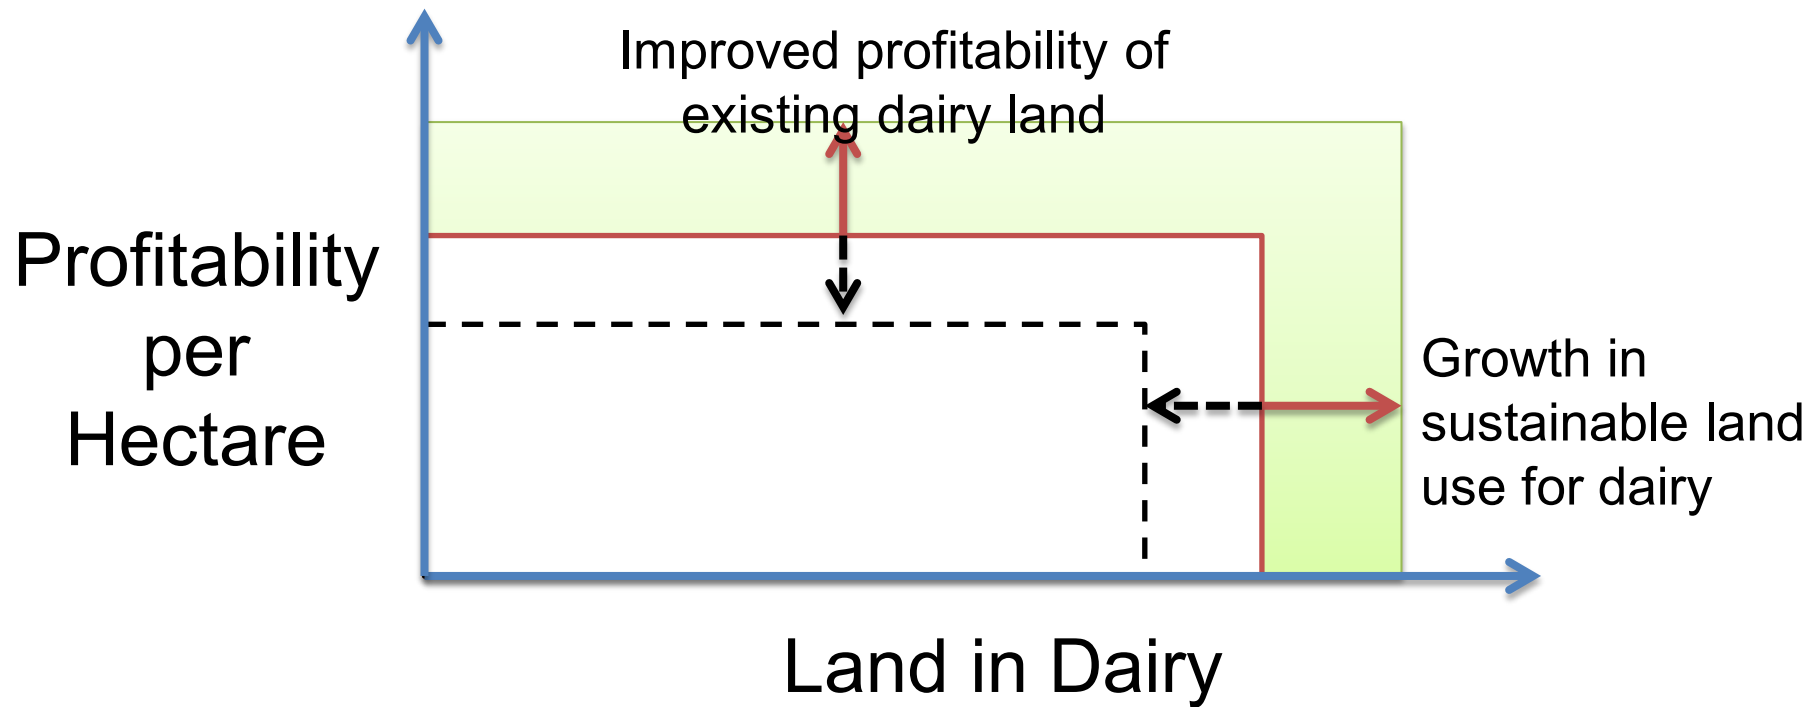 Improved profitability of
existing dairy land
Profitability
per
Hectare
Growth in
sustainable land
use for dairy
Land in Dairy